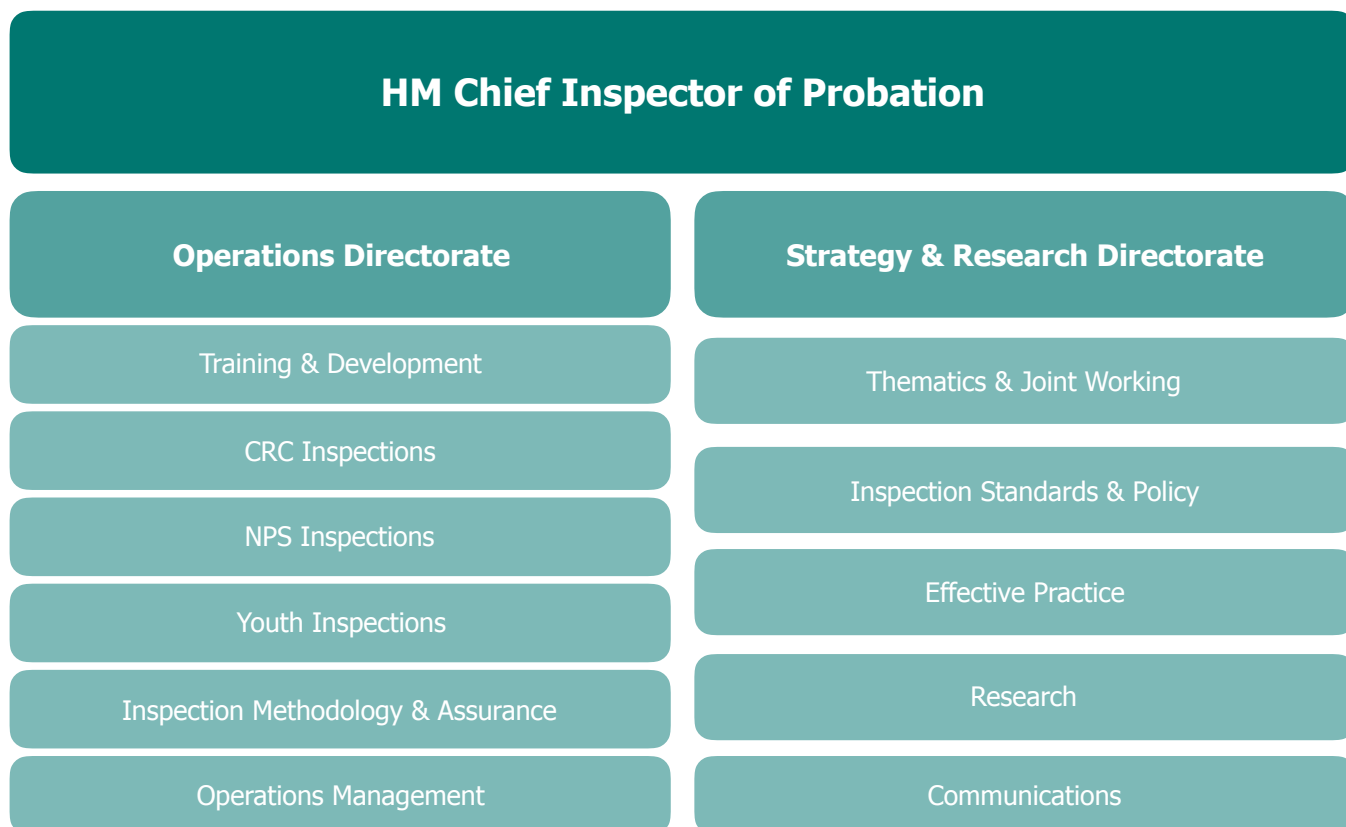 HM Chief Inspector of Probation
Operations Directorate
Training & Development
CRC Inspections
NPS Inspections
Youth Inspections
Inspection Methodology & Assurance
Operations Management
Strategy & Research Directorate
Thematics & Joint Working
Inspection Standards & Policy
Effective Practice
Research
Communications